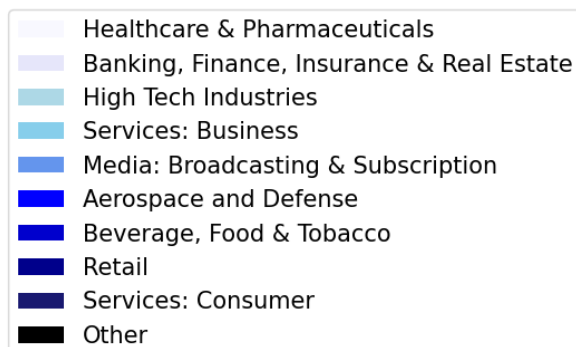 Healthcare & Pharmaceuticals
Banking, Finance, Insurance & Real Estate
High Tech Industries
Services: Business
Media: Broadcasting & Subscription
Aerospace and Defense
Beverage, Food & Tobacco
Retail
Services: Consumer
Other